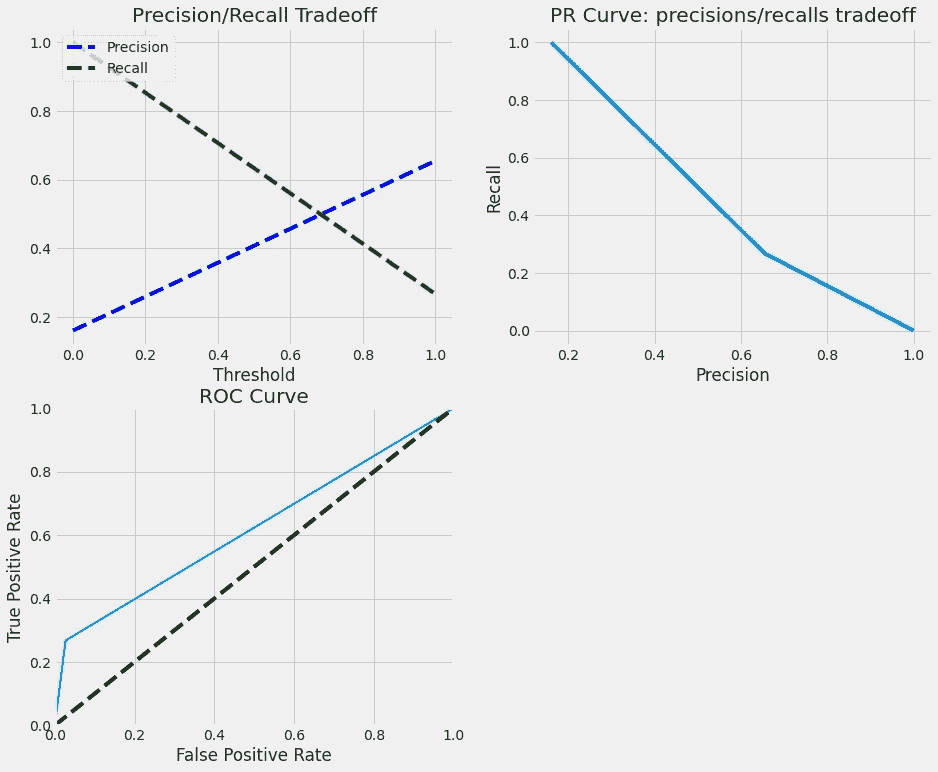 Precision/Recall Tradeoff
1.0
0.8
0.6
0.4
0.2
Precision
Recall
0.0 0.2 0.4 0.6 0.8 1.0
Threshold
PR Curve: precisions/recalls tradeoff
Recall
1.0
0.8
0.6
0.4
0.2
0.0
0.2 0.4 0.6 0.8 1.0
Precision
ROC Curve
True Positive Rate
1.0
0.8
0.6
0.4
0.2
0.0
0.0 0.2 0.4 0.6 0.8 1.0
False Positive Rate